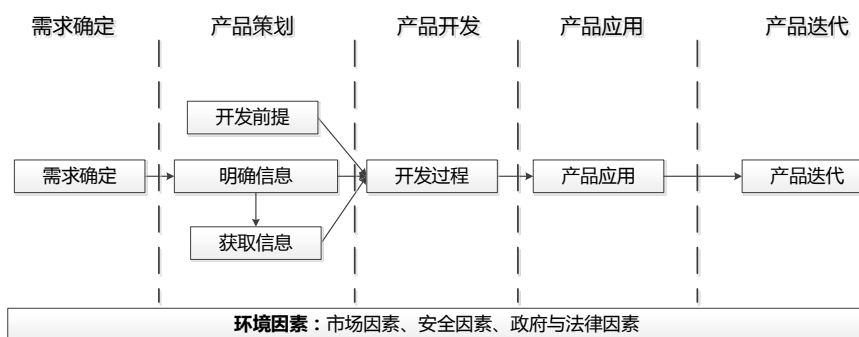 需求确定 产品策划 产品开发 产品应用 产品迭代
开发前提
需求确定 明确信息 开发过程 产品应用 产品迭代
获取信息
环境因素：市场因素、安全因素、政府与法律因素